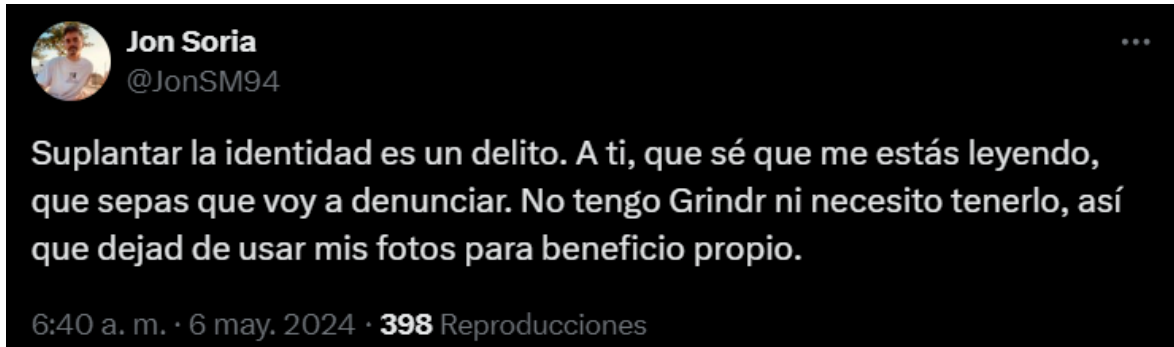 Jon Soria
@JonSM94
Suplantar la identidad es un delito. A ti, que sé que me estás leyendo,
que sepas que voy a denunciar. No tengo Grindr ni necesito tenerlo, así
que dejad de usar mis fotos para beneficio propio.
6:40 a. m. · 6 may. 2024 · 398 Reproducciones